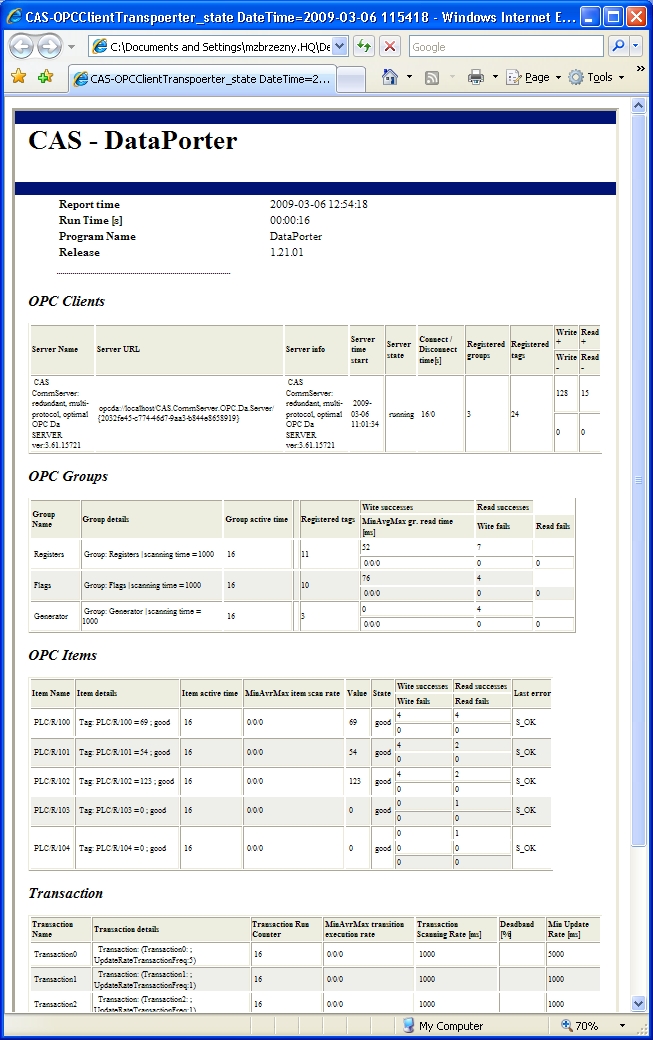 CAS-OPCClientTranspoerter_state DateTime=2009-03-06 115418 - Windows Internet E...
C:\Documents and Settings\mzbrzezny.HQ\De
Google
CAS-OPCClientTranspoerter_state DateTime=2...
Page
Tools
CAS - DataPorter
Report time 2009-03-06 12:54:18
Run Time [s] 00:00:16
Program Name DataPorter
Release 1.21.01
OPC Clients
Server Name Server URL Server info Server time start Server state Connect / Disconnect time[s] Registered groups Registered tags Write + Read +
Write - Read -
CAS CommServer: redundant, multi-protocol, optimal OPC Da SERVER ver:3.61.15721 opcda://localhost/CAS.CommServer.OPC.Da.Server/{2032fe45-c774-46d7-9aa3-b844e8658919} CAS CommServer: redundant, multi-protocol, optimal OPC Da SERVER ver:3.61.15721 2009-03-06 11:01:34 running 16:0 3 24 128 15
0 0
OPC Groups
Group Name Group details Group active time Registered tags Wite successes Read successes
MinAvgMax gr. read time [ms] Wite fails Read fails
Registers Group: Registers | scanning time = 1000 16 11 52 7
0/0/0 0 0
Flags Group: Flags | scanning time = 1000 16 10 76 4
0/0/0 0 0
Generator Group: Generator | scanning time = 1000 16 3 0 4
0/0/0 0 0
OPC Items
Item Name Item details Item active time MinAvrMax item scan rate Value State Wite successes Read successes Last error
Wite fails Read fails
PLC/R/100 Tag: PLC/R/100 = 69 ; good 16 0/0/0 69 good 4 4 S_OK
0 0
PLC/R/101 Tag: PLC/R/101 = 54 ; good 16 0/0/0 54 good 4 2 S_OK
0 0
PLC/R/102 Tag: PLC/R/102 = 123 ; good 16 0/0/0 123 good 4 2 S_OK
0 0
PLC/R/103 Tag: PLC/R/103 = 0 ; good 16 0/0/0 0 good 0 1 S_OK
0 0
PLC/R/104 Tag: PLC/R/104 = 0 ; good 16 0/0/0 0 good 0 1 S_OK
0 0
0 0
Transaction
Transaction Name Transaction details Transaction Run Counter MinAvrMax transition execution rate Transaction Scanning Rate [ms] Deadband [%] Min Update Rate [ms]
Transaction0 Transaction: (Transaction0: ; UpdateRateTransactionFreq:5) 16 0/0/0 1000 5000
Transaction1 Transaction: (Transaction1: ; UpdateRateTransactionFreq:1) 16 0/0/0 1000 1000
Transaction2 Transaction: (Transaction2: ; UpdateRateTransactionFreq:1) 16 0/0/0 1000 1000
My Computer
70%